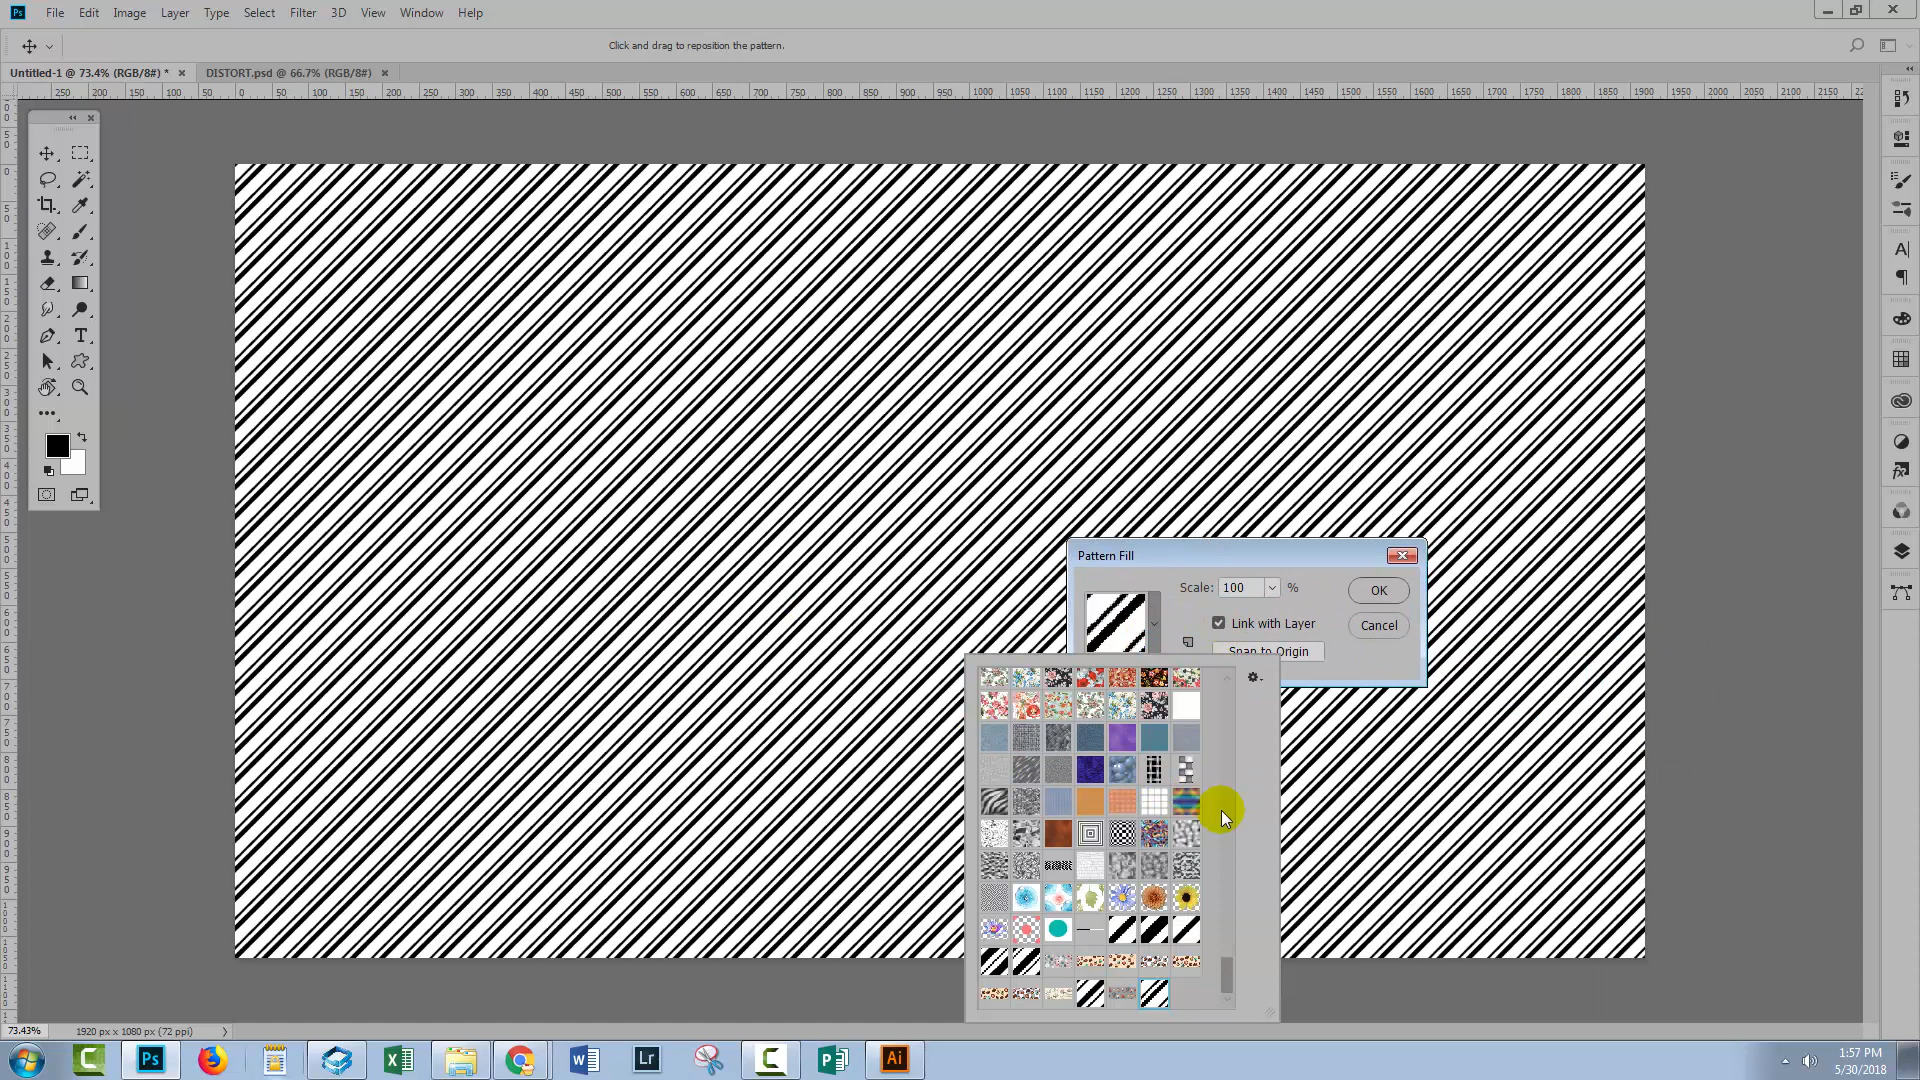 Ps File Edit Image Layer Type Select Filter 3D View Window Help
Click and drag to reposition the pattern.
Untitled-1 @ 73.4% (RGB/8#) * × DISTORT.psd @ 66.7% (RGB/8#) ×
250 200 150 100 50 0 50 100 150 200 250 300 350 400 450 500 550 600 650 700 750 800 850 900 950 1000 1050 1100 1150 1200 1250 1300 1350 1400 1450 1500 1550 1600 1650 1700 1750 1800 1850 1900 1950 2000 2050 2100 2150
Pattern Fill
Scale: 100 %
OK
Link with Layer
Cancel
Snap to Origin
73.43% 1920 px x 1080 px (72 ppi)
Ps Lr Ai
1:57 PM
5/30/2018